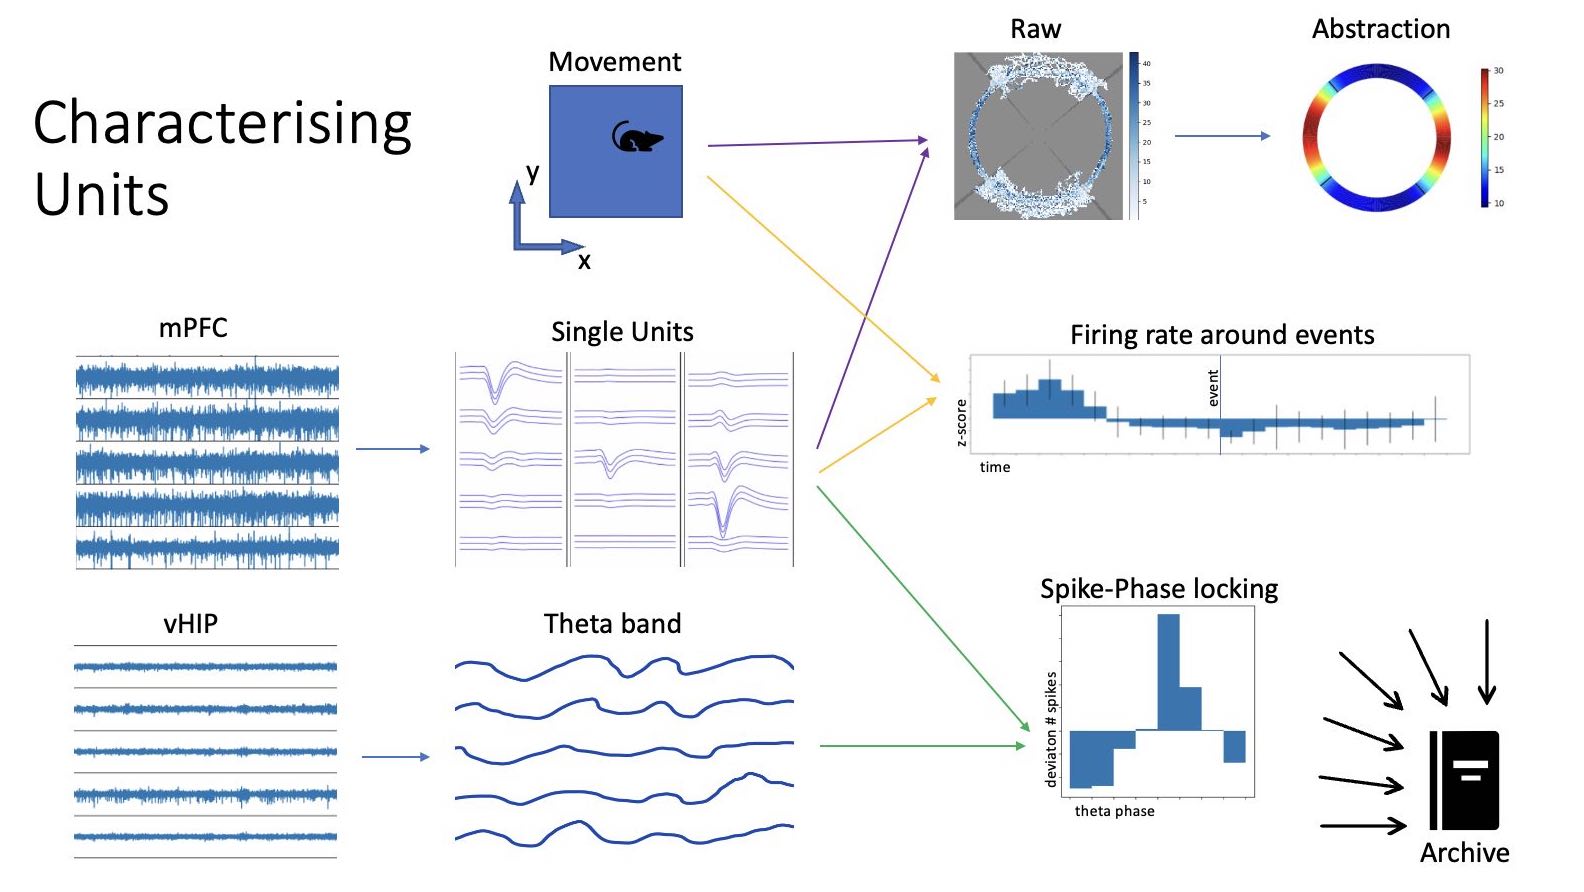 Characterising
Units
Movement
y
x
Raw
40
35
30
25
20
15
10
5
Abstraction
30
25
20
15
10
mPFC
Single Units
Firing rate around events
z-score
event
time
vHIP
Theta band
Spike-Phase locking
deviaton # spikes
theta phase
Archive